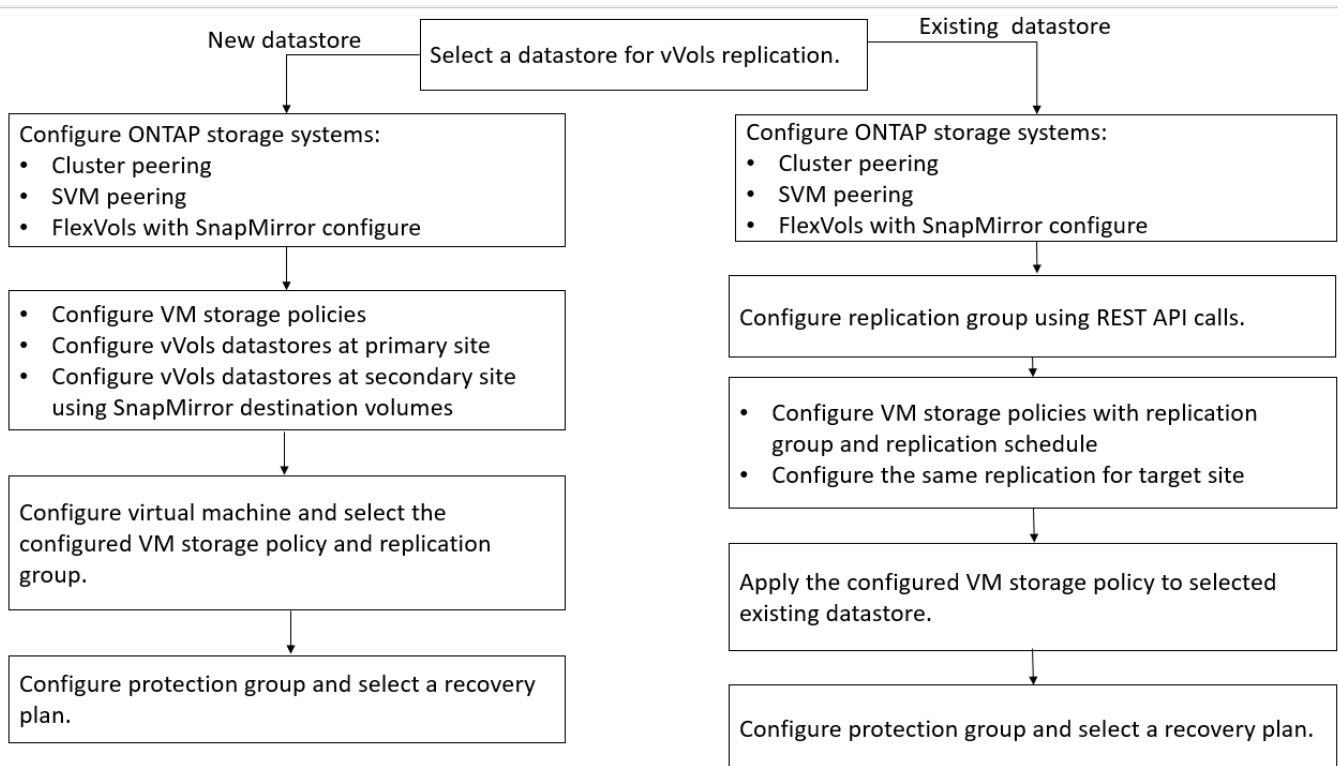 Select a datastore for vVols replication.
New datastore
Configure ONTAP storage systems:
• Cluster peering
• SVM peering
• FlexVols with SnapMirror configure
• Configure VM storage policies
• Configure vVols datastores at primary site
• Configure vVols datastores at secondary site
using SnapMirror destination volumes
Configure virtual machine and select the
configured VM storage policy and replication
group.
Configure protection group and select a recovery
plan.
Existing datastore
Configure ONTAP storage systems:
• Cluster peering
• SVM peering
• FlexVols with SnapMirror configure
Configure replication group using REST API calls.
• Configure VM storage policies with replication
group and replication schedule
• Configure the same replication for target site
Apply the configured VM storage policy to selected
existing datastore.
Configure protection group and select a recovery plan.